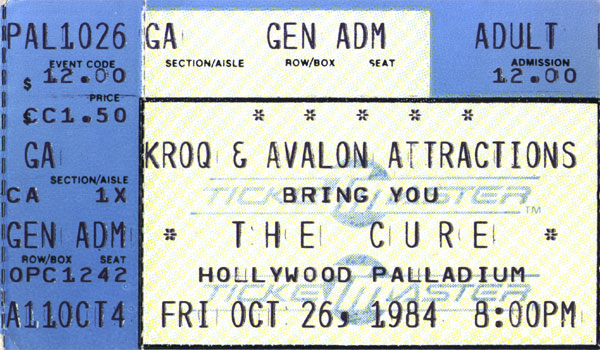 PAL1026
EVENT CODE
$ 12.00
PRICE
CC1.50
GA
SECTION/AISLE
CA 1X
GEN ADM
ROW/BOX SEAT
OPC1242
A11OCT4
GA GEN ADM ADULT
SECTION/AISLE ROW/BOX SEAT ADMISSION
12.00
* * * * *
KROQ & AVALON ATTRACTIONS
TICKETMASTER TM
BRING YOU
* THE CURE *
HOLLYWOOD PALLADIUM
TICKETMASTER
FRI OCT 26, 1984 8:00PM